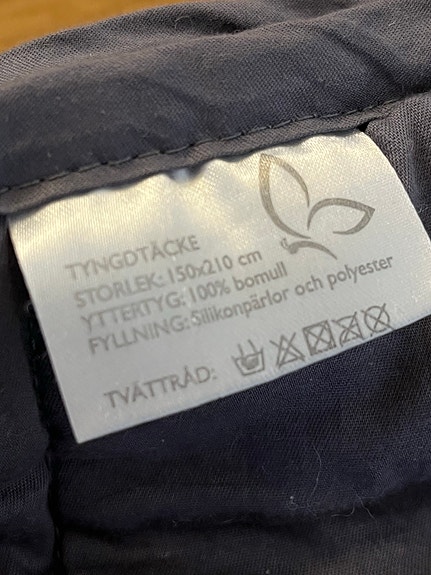 TYNGDTÄCKE
STORLEK: 150x210 cm
YTTERTYG: 100% bomull
FYLLNING: Silikonpärlor och polyester
TVÄTTRÅD: